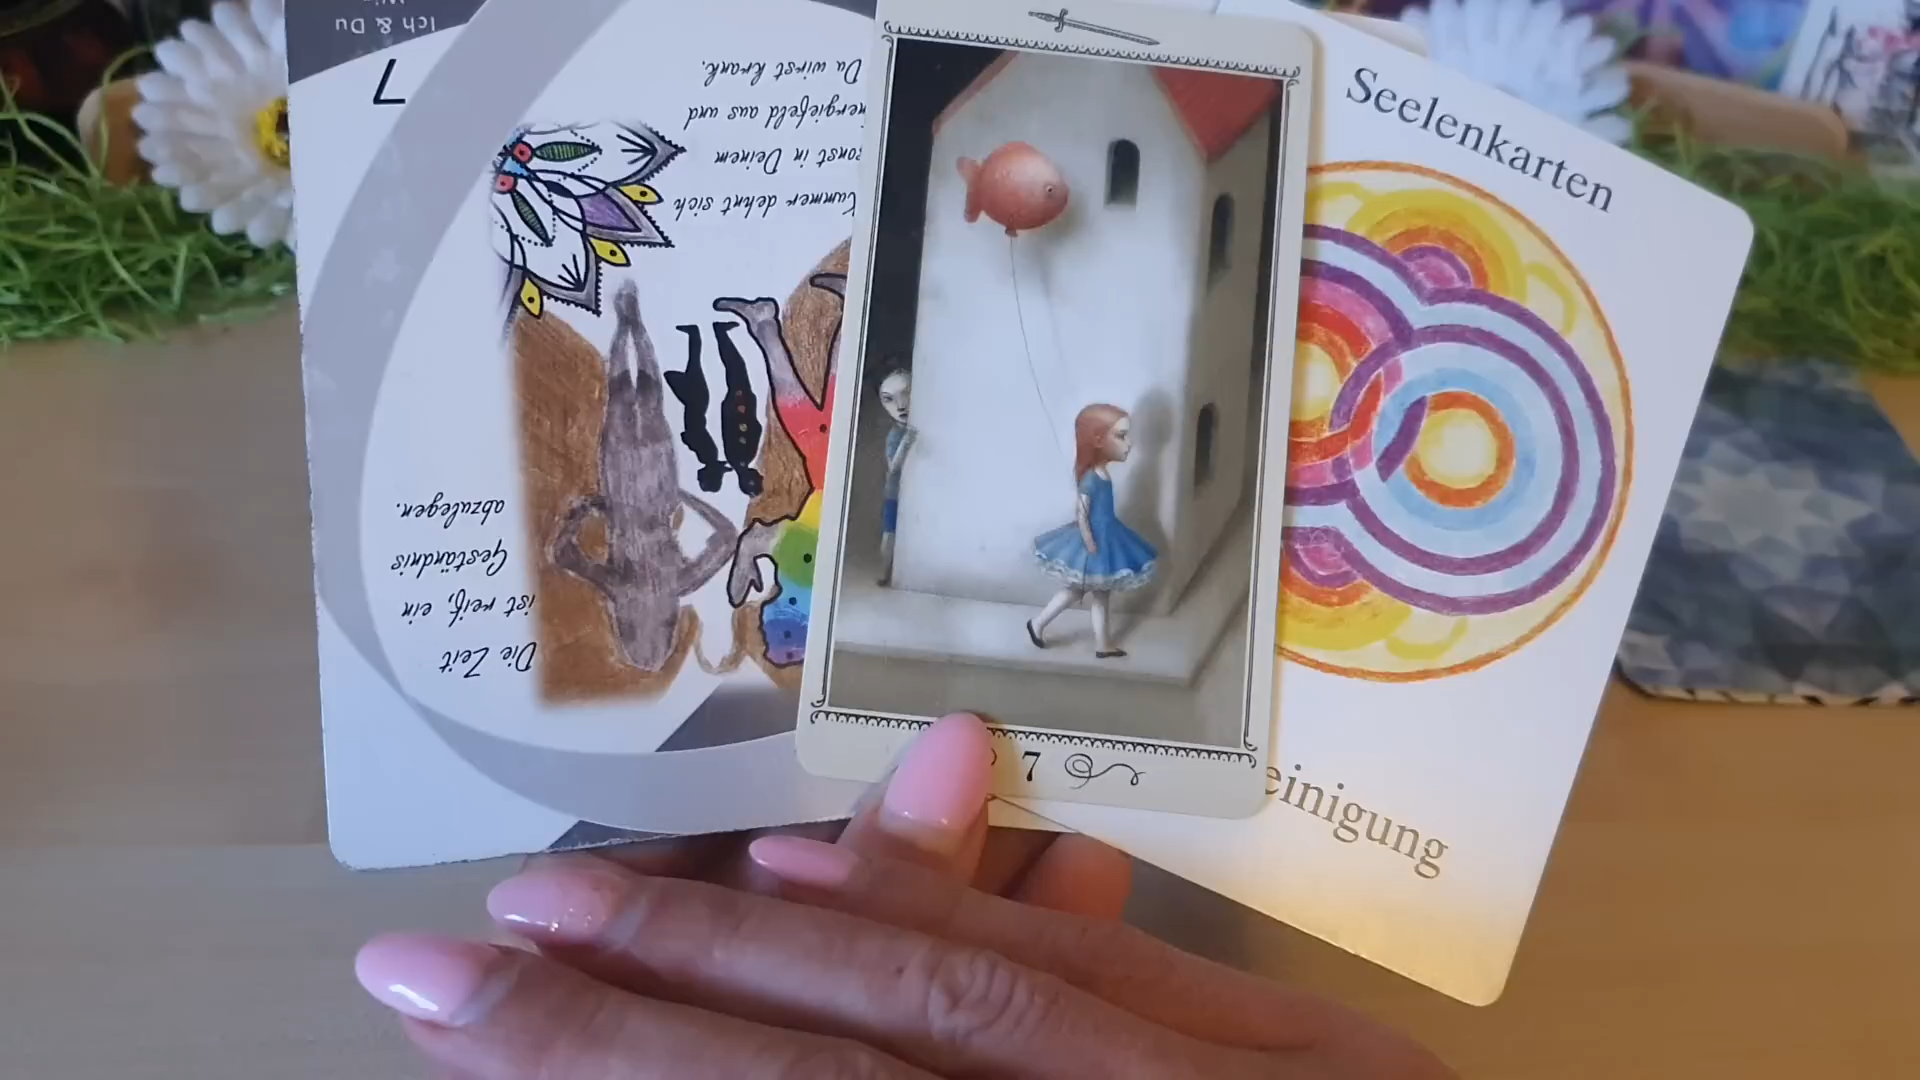 Die Zeit
ist reif, ein
Geständnis
abzulegen.
Kummer dehnt sich
sonst in Deinem
nergiefeld aus und
Du wirst krank.
7
Ich & Du
7
Seelenkarten
einigung